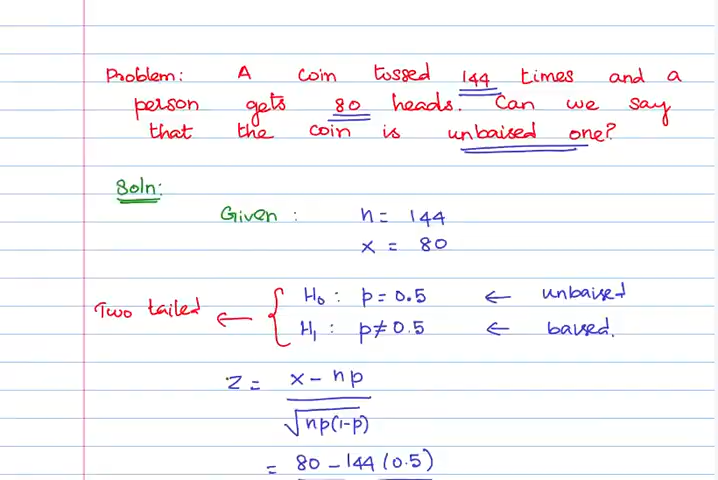 Problem: A coin tossed 144 times and a
person gets 80 heads. Can we say
that the coin is unbaised one?
Soln:
Given : n = 144
x = 80
Two tailed ← { H₀ : p = 0.5 ← unbaised
H₁ : p ≠ 0.5 ← baised.
Z = x - np
√np(1-p)
= 80 - 144 (0.5)